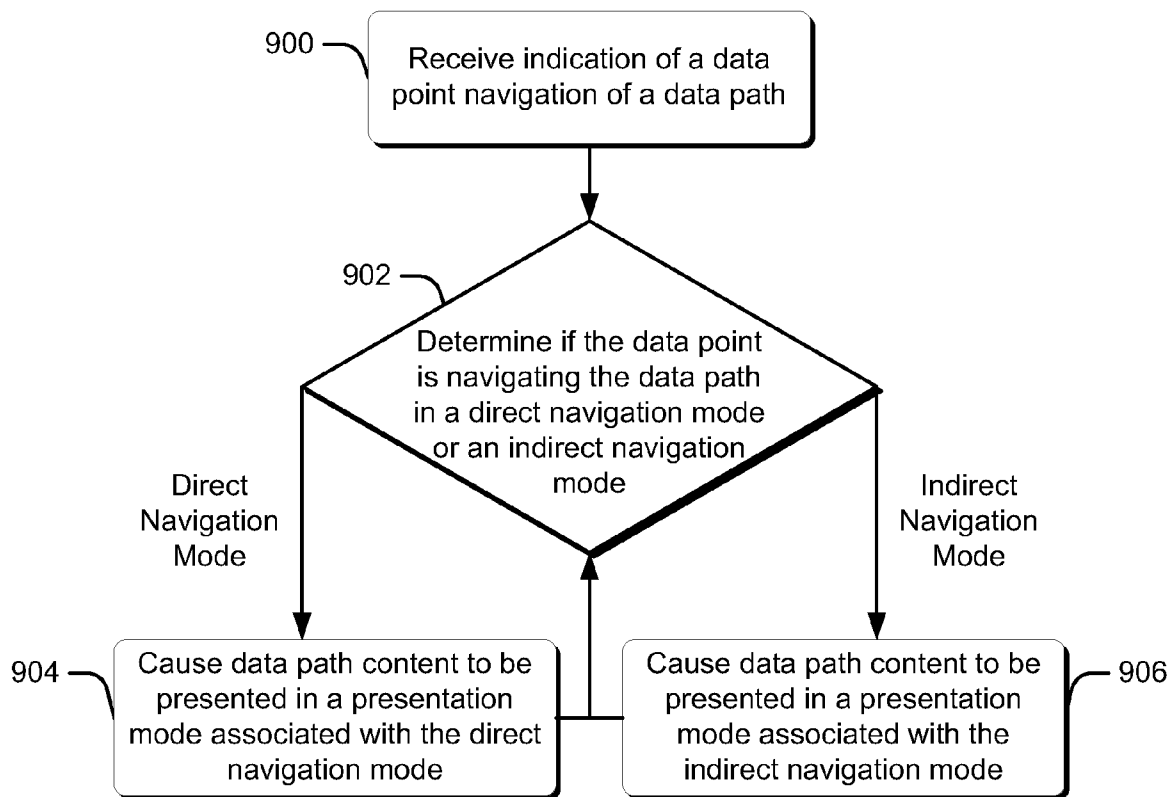 900
Receive indication of a data
point navigation of a data path
902
Determine if the data point
is navigating the data path
in a direct navigation mode
or an indirect navigation
mode
Direct
Navigation
Mode
Indirect
Navigation
Mode
904
Cause data path content to be
presented in a presentation
mode associated with the direct
navigation mode
Cause data path content to be
presented in a presentation
mode associated with the
indirect navigation mode
906